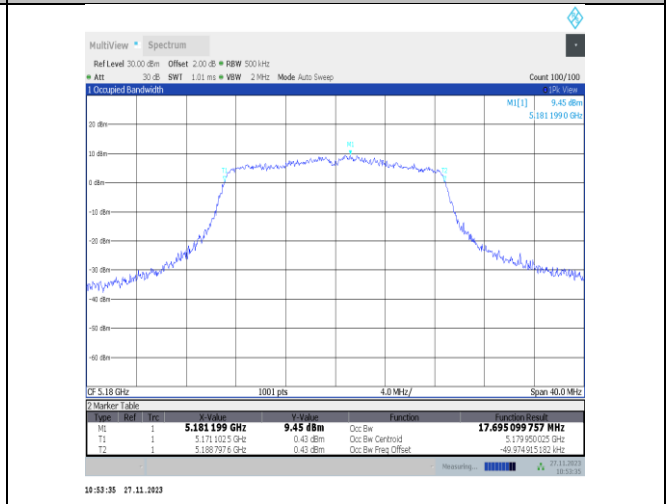 MultiView Spectrum
Ref Level 30.00 dBm Offset 2.00 dB RBW 500 kHz
Att 30 dB SWT 1.01 ms VBW 2 MHz Mode Auto Sweep Count 100/100
1 Occupied Bandwidth 1Pk View
M1[1] 9.45 dBm
5.181 199 0 GHz
20 dBm
M1
10 dBm
T1 T2
0 dBm
-10 dBm
-20 dBm
-30 dBm
-40 dBm
-50 dBm
-60 dBm
CF 5.18 GHz 1001 pts 4.0 MHz/ Span 40.0 MHz
2 Marker Table
Type Ref Trc X-Value Y-Value Function Function Result
M1 1 5.181 199 GHz 9.45 dBm Occ Bw 17.695 099 757 MHz
T1 1 5.171 102 5 GHz 0.43 dBm Occ Bw Centroid 5.179 950 025 GHz
T2 1 5.188 797 6 GHz 0.43 dBm Occ Bw Freq Offset -49.974 915 182 kHz
Measuring... 27.11.2023
10:53:35
10:53:35 27.11.2023